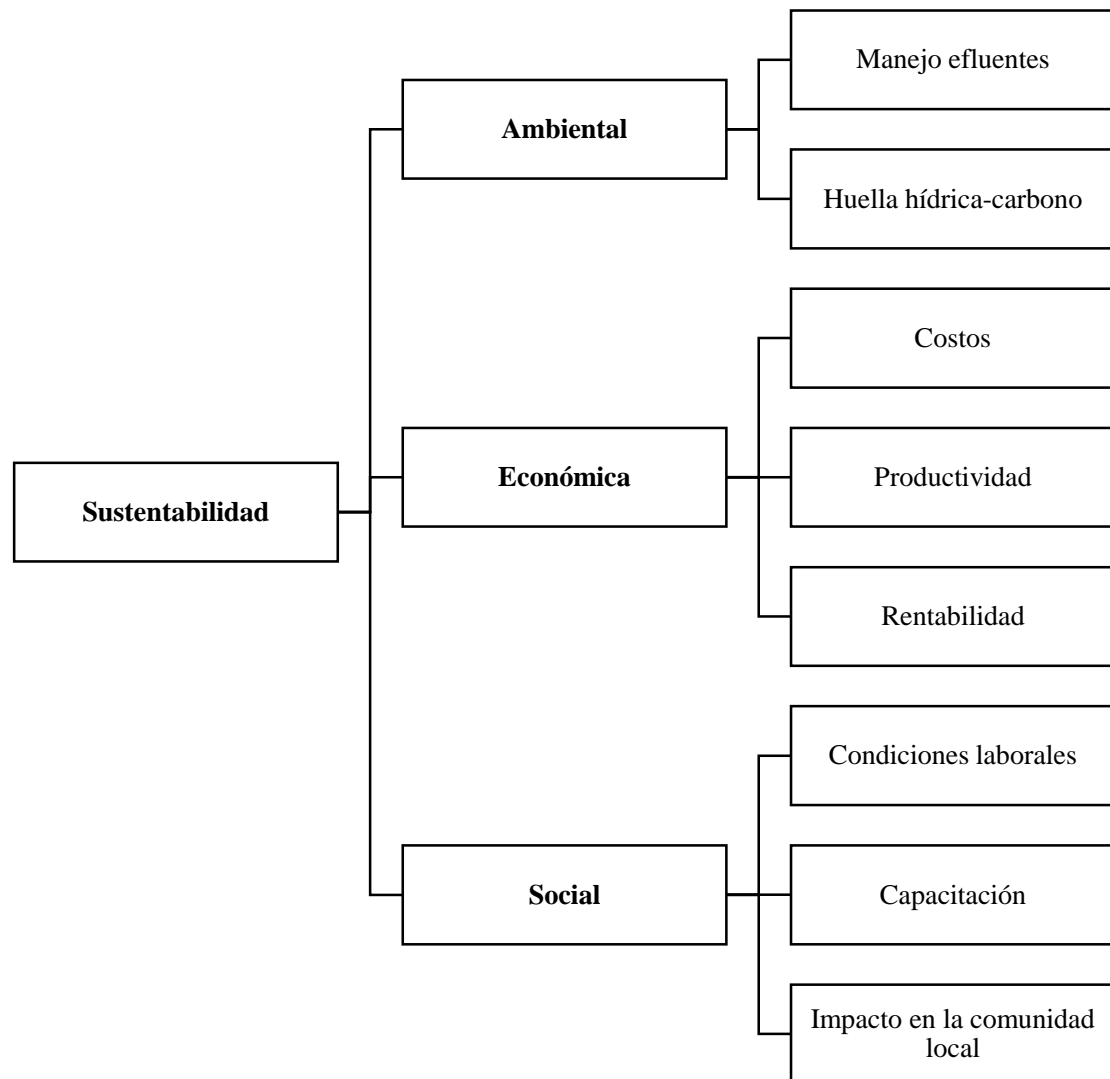 Sustentabilidad
Ambiental
Manejo efluentes
Huella hídrica-carbono
Económica
Costos
Productividad
Rentabilidad
Social
Condiciones laborales
Capacitación
Impacto en la comunidad
local